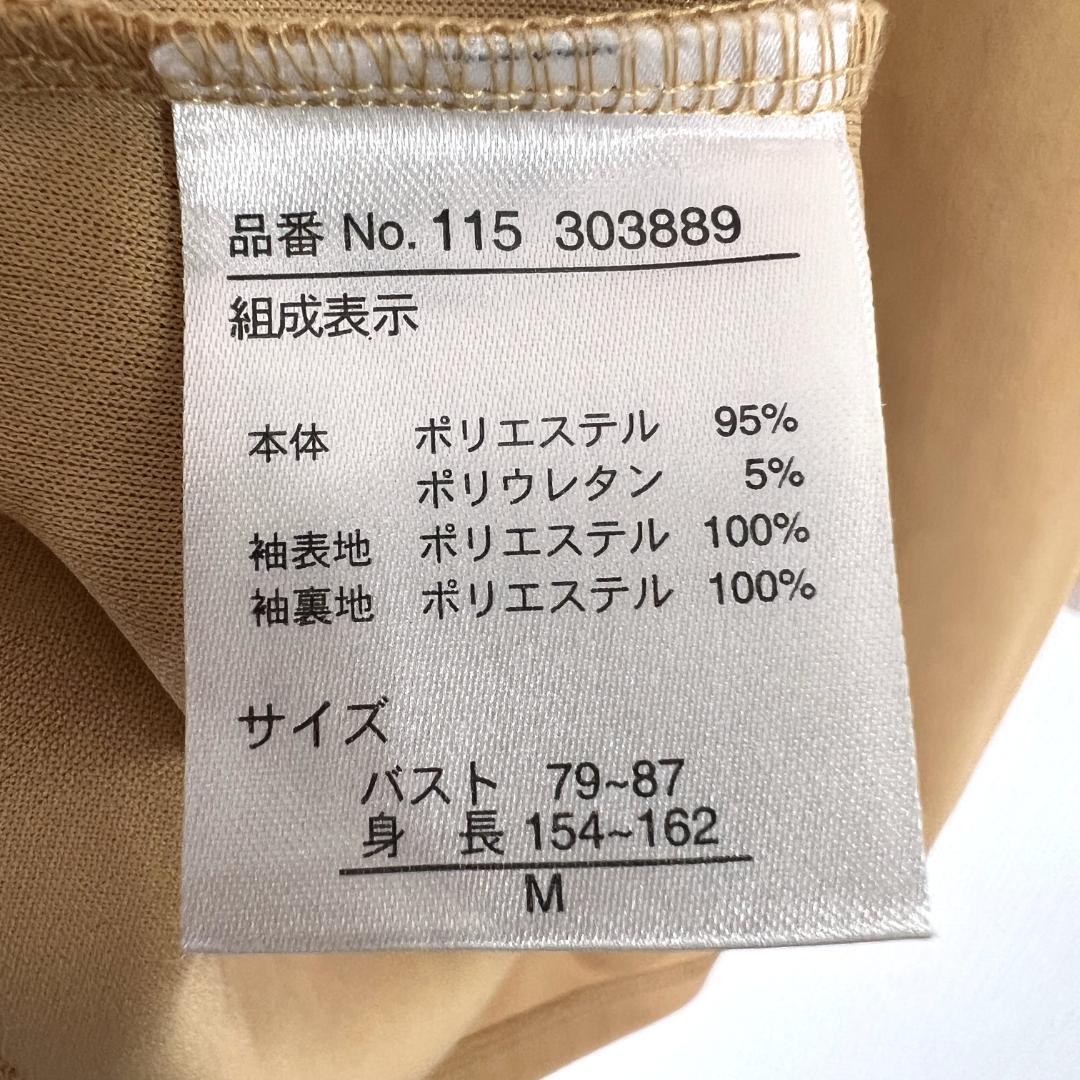 品番 No. 115 303889
組成表示
本体 ポリエステル 95%
ポリウレタン 5%
袖表地 ポリエステル 100%
袖裏地 ポリエステル 100%
サイズ
バスト 79~87
身 長 154~162
M